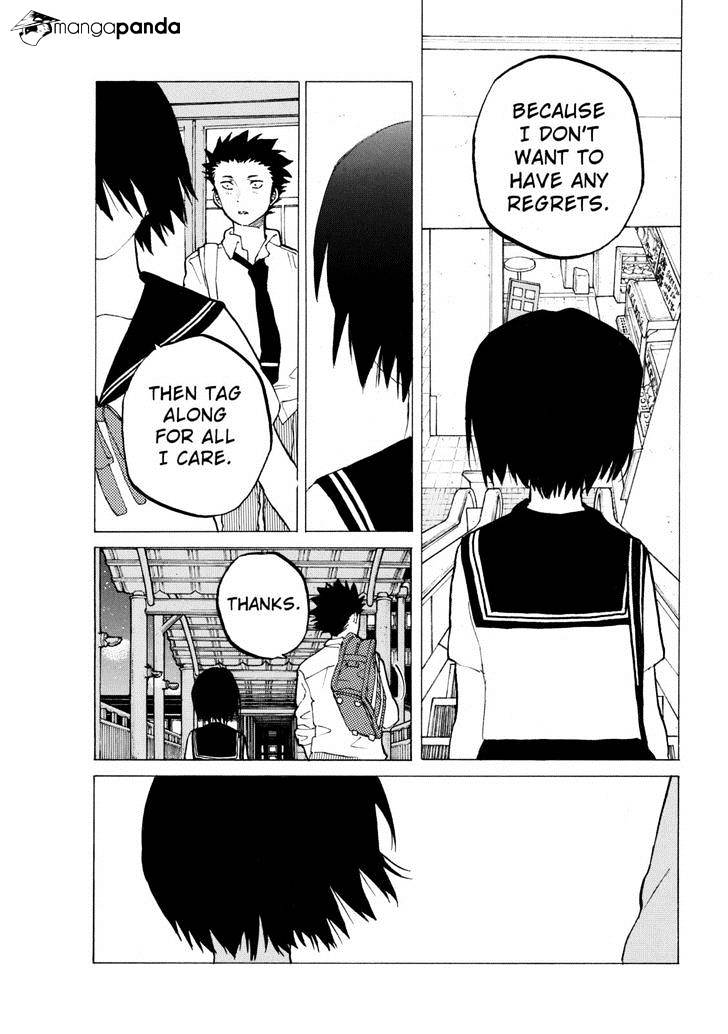 mangapanda
BECAUSE
I DON'T
WANT TO
HAVE ANY
REGRETS.
THEN TAG
ALONG
FOR ALL
I CARE.
THANKS.